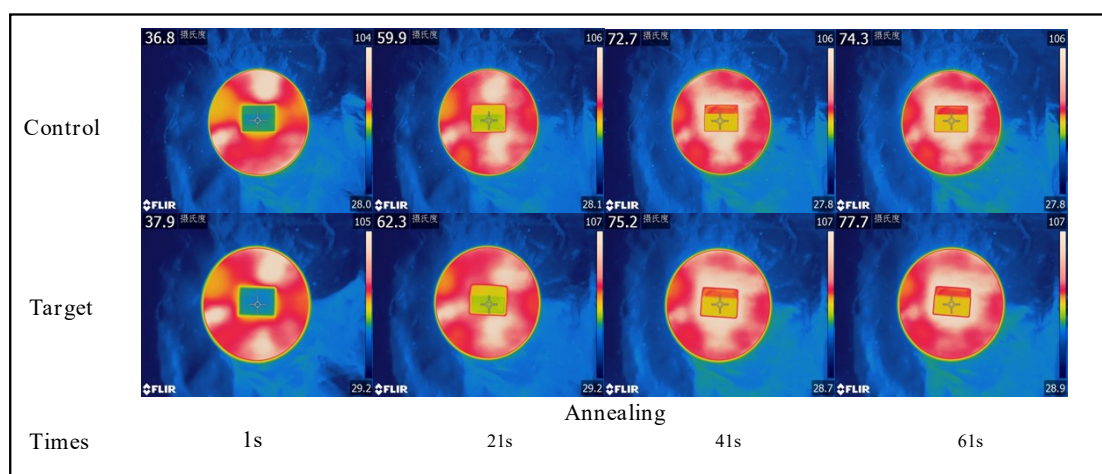 36.8 摄氏度 104 59.9 摄氏度 106 72.7 摄氏度 106 74.3 摄氏度 106
Control
FLIR 28.0 FLIR 28.1 FLIR 27.8 FLIR 27.8
37.9 摄氏度 105 62.3 摄氏度 107 75.2 摄氏度 107 77.7 摄氏度 107
Target
FLIR 29.2 FLIR 29.2 FLIR 28.7 FLIR 28.9
Annealing
Times 1s 21s 41s 61s